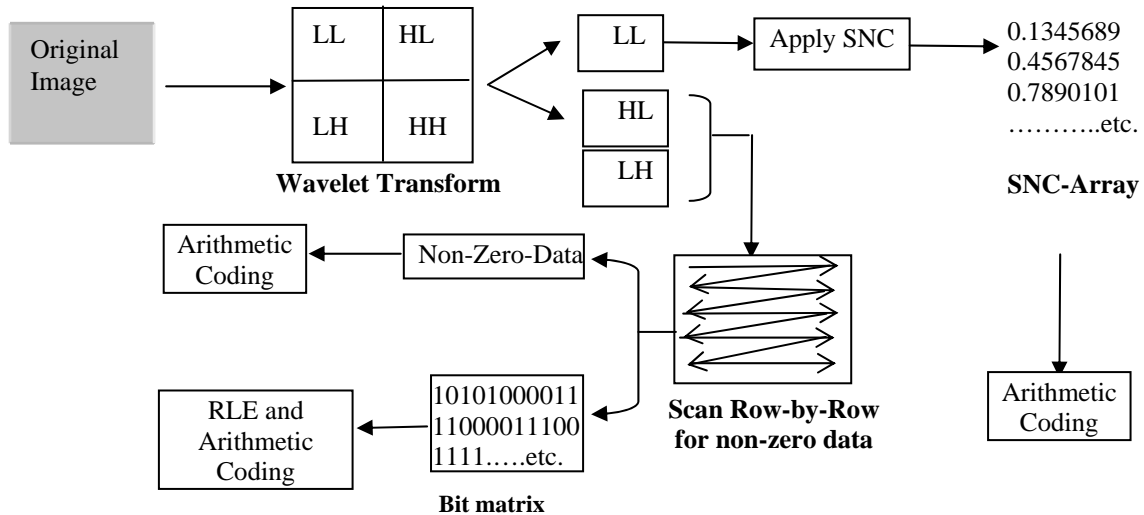 Original
Image
LL HL
LH HH
Wavelet Transform
LL
HL
LH
Apply SNC
0.1345689
0.4567845
0.7890101
………..etc.
SNC-Array
Arithmetic
Coding
Non-Zero-Data
Scan Row-by-Row
for non-zero data
RLE and
Arithmetic
Coding
10101000011
11000011100
1111…..etc.
Bit matrix
Arithmetic
Coding